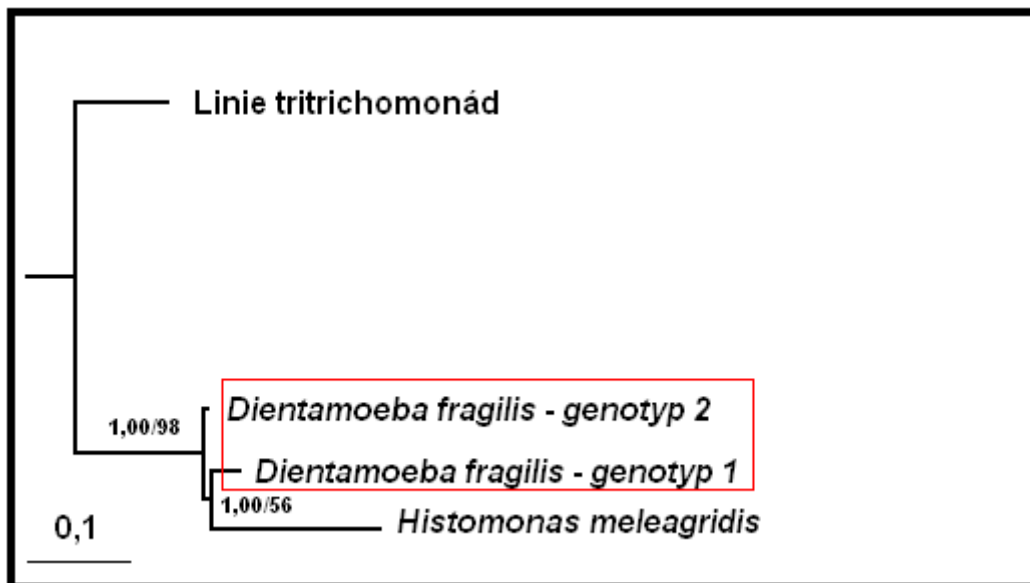 Linie tritrichomonád
Dientamoeba fragilis - genotyp 2
1,00/98
Dientamoeba fragilis - genotyp 1
1,00/56
Histomonas meleagridis
0,1